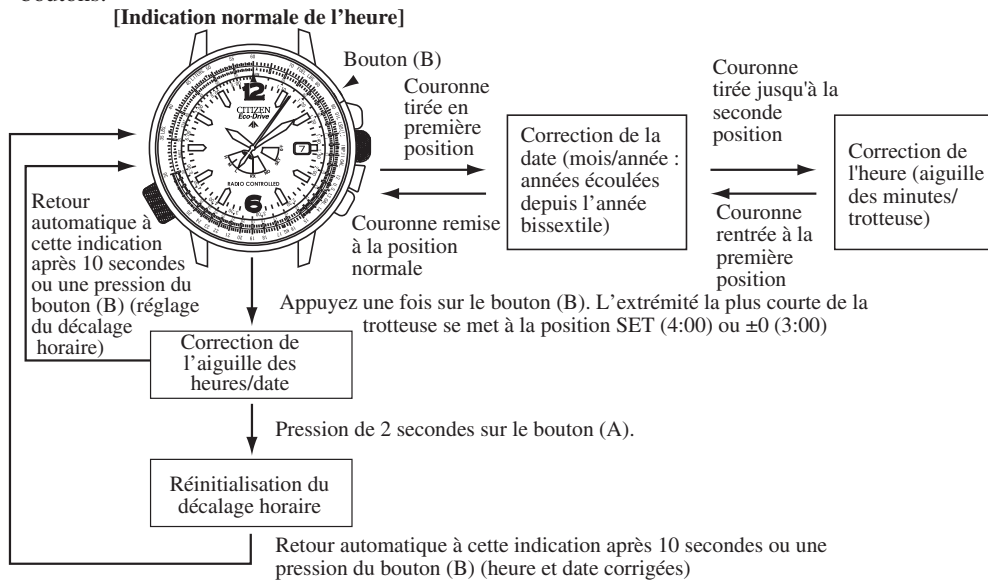 boutons.
[Indication normale de l'heure]
Bouton (B)
12
CITIZEN
Eco-Drive
RADIO CONTROLLED
7
6
Couronne
tirée en
première
position
Couronne remise
à la position
normale
Correction de la
date (mois/année :
années écoulées
depuis l'année
bissextile)
Couronne
tirée jusqu'à la
seconde
position
Couronne
rentrée à la
première
position
Correction de
l'heure (aiguille
des minutes/
trotteuse)
Retour
automatique à
cette indication
après 10 secondes
ou une pression du
bouton (B) (réglage
du décalage
horaire)
Appuyez une fois sur le bouton (B). L'extrémité la plus courte de la
trotteuse se met à la position SET (4:00) ou ±0 (3:00)
Correction de
l'aiguille des
heures/date
Pression de 2 secondes sur le bouton (A).
Réinitialisation du
décalage horaire
Retour automatique à cette indication après 10 secondes ou une
pression du bouton (B) (heure et date corrigées)